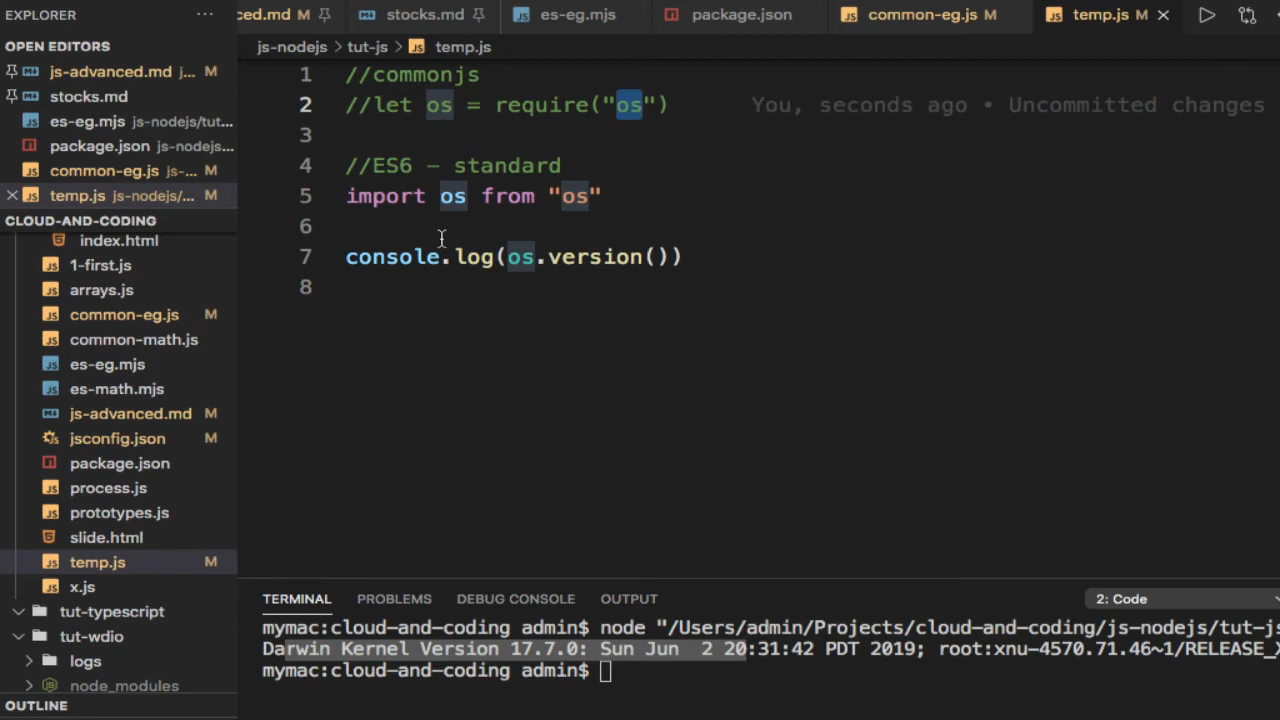 EXPLORER ···
OPEN EDITORS
js-advanced.md j... M
stocks.md
es-eg.mjs js-nodejs/tut...
package.json js-nodejs...
common-eg.js js-... M
temp.js js-nodejs/... M
CLOUD-AND-CODING
index.html
1-first.js
arrays.js
common-eg.js M
common-math.js
es-eg.mjs
es-math.mjs
js-advanced.md M
jsconfig.json M
package.json
process.js
prototypes.js
slide.html
temp.js M
x.js
tut-typescript
tut-wdio
logs
node_modules
OUTLINE
ced.md M stocks.md es-eg.mjs package.json common-eg.js M temp.js M
js-nodejs > tut-js > JS temp.js
1 //commonjs
2 //let os = require("os") You, seconds ago • Uncommitted changes
3
4 //ES6 – standard
5 import os from "os"
6
7 console.log(os.version())
8
TERMINAL PROBLEMS DEBUG CONSOLE OUTPUT 2: Code
mymac:cloud-and-coding admin$ node "/Users/admin/Projects/cloud-and-coding/js-nodejs/tut-js
Darwin Kernel Version 17.7.0: Sun Jun 2 20:31:42 PDT 2019; root:xnu-4570.71.46~1/RELEASE_X
mymac:cloud-and-coding admin$